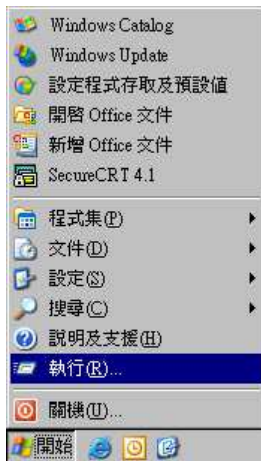 Windows Catalog
Windows Update
設定程式存取及預設值
開啟 Office 文件
新增 Office 文件
SecureCRT 4.1
程式集(P)
文件(D)
設定(S)
搜尋(C)
說明及支援(H)
執行(R)...
關機(U)...
開始